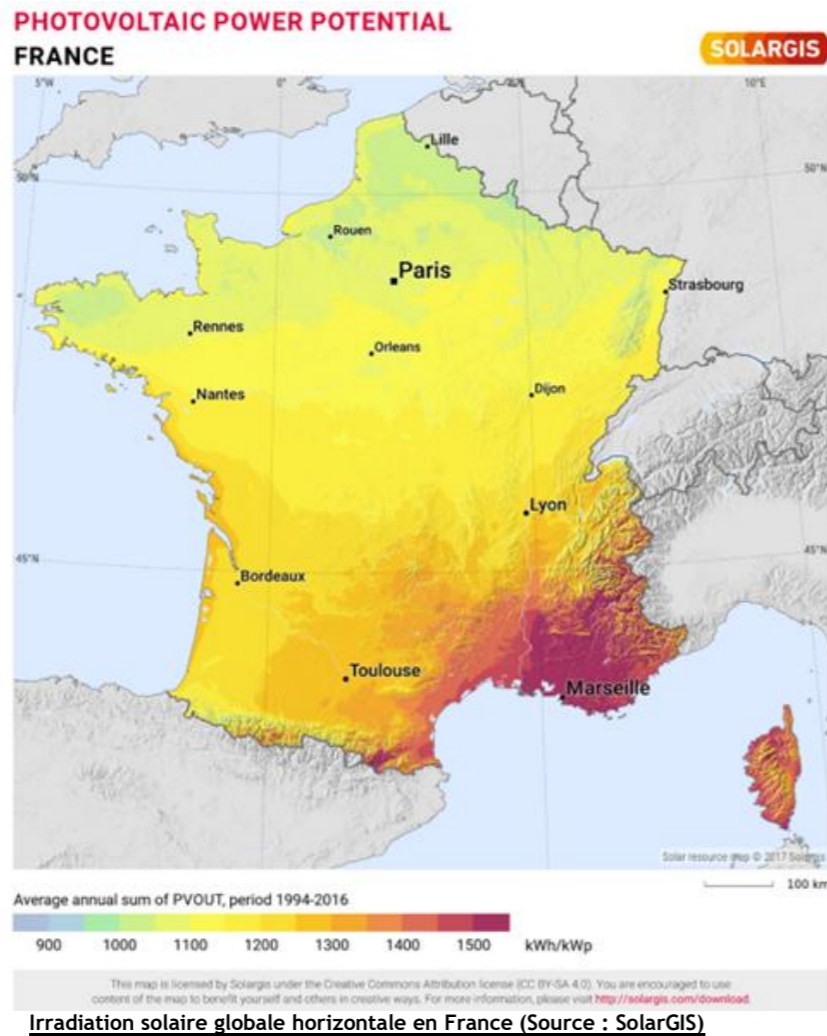 PHOTOVOLTAIC POWER POTENTIAL
FRANCE
SOLARGIS
5°W
0°
10°E
50°N
50°N
Lille
Rouen
Paris
Strasbourg
Rennes
Orleans
Nantes
Dijon
Lyon
45°N
45°N
Bordeaux
Toulouse
Marseille
Solar resource map © 2017 Solargis
100 km
Average annual sum of PVOUT, period 1994-2016
900 1000 1100 1200 1300 1400 1500 kWh/kWp
This map is licensed by Solargis under the Creative Commons Attribution license (CC BY-SA 4.0). You are encouraged to use
content of the map to benefit yourself and others in creative ways. For more information, please visit http://solargis.com/download.
Irradiation solaire globale horizontale en France (Source : SolarGIS)